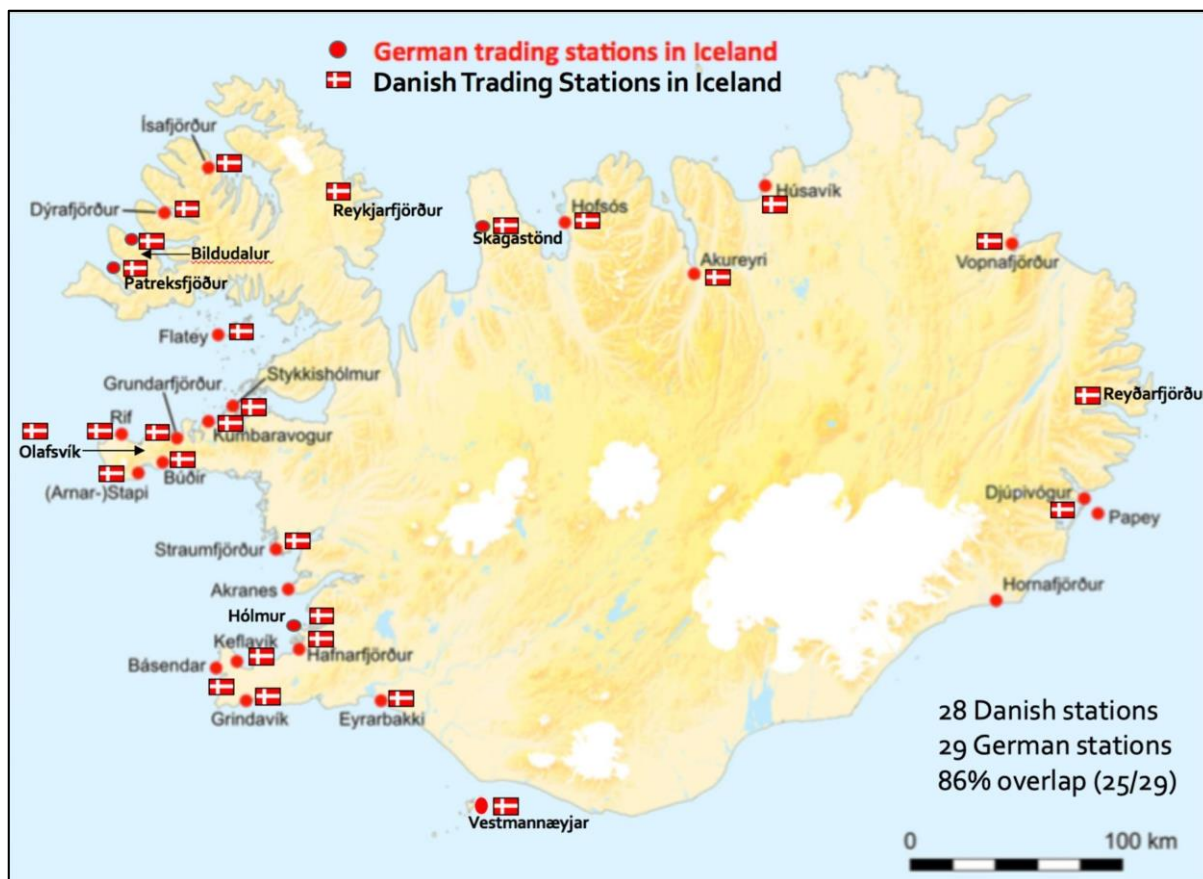 German trading stations in Iceland
Danish Trading Stations in Iceland
Ísafjörður
Dýrafjörður
Reykjarfjörður
Bildudalur
Patreksfjöður
Skagastönd
Hofsós
Húsavík
Akureyri
Vopnafjörður
Flatey
Stykkishólmur
Grundarfjörður
Rif
Kumbaravogur
Olafsvík
Búðir
(Arnar-)Stapi
Reyðarfjörðu
Djúpivógur
Papey
Straumfjörður
Akranes
Hornafjörður
Hólmur
Keflavík
Hafnarfjörður
Básendar
Grindavík
Eyrarbakki
Vestmannæyjar
28 Danish stations
29 German stations
86% overlap (25/29)
0 100 km